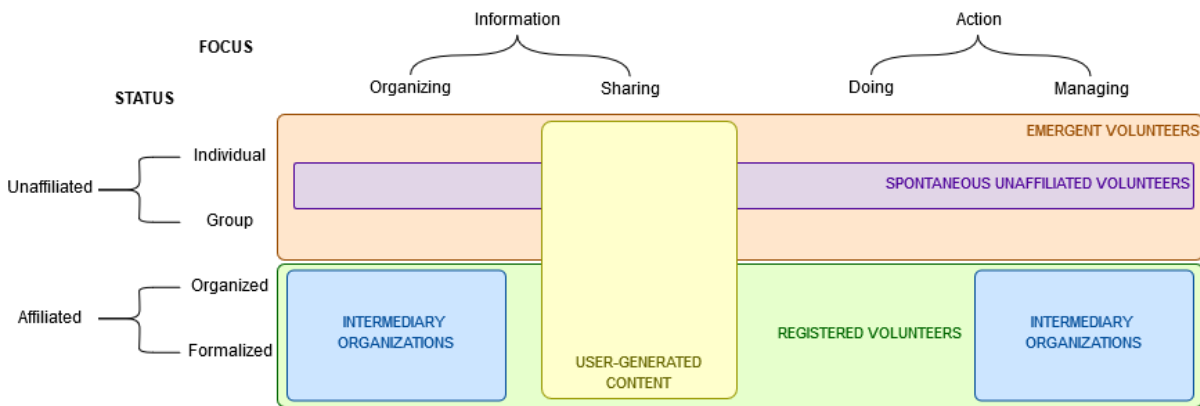 Information
Action
FOCUS
Organizing
Sharing
Doing
Managing
STATUS
EMERGENT VOLUNTEERS
Individual
Unaffiliated
SPONTANEOUS UNAFFILIATED VOLUNTEERS
Group
Organized
Affiliated
INTERMEDIARY
ORGANIZATIONS
REGISTERED VOLUNTEERS
INTERMEDIARY
ORGANIZATIONS
Formalized
USER-GENERATED
CONTENT